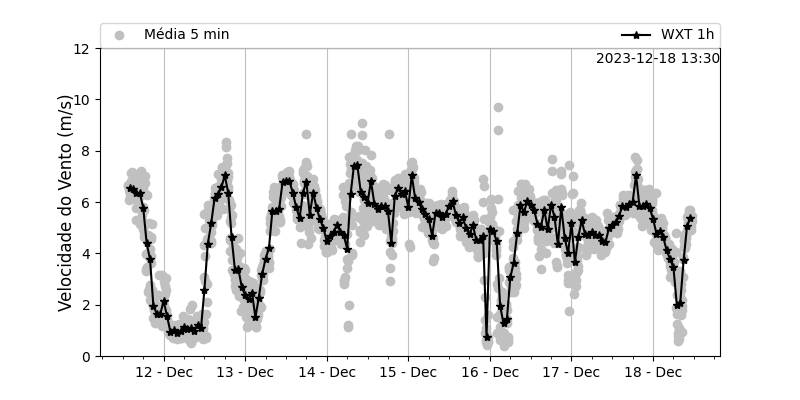 Média 5 min
WXT 1h
2023-12-18 13:30
Velocidade do Vento (m/s)
12
10
8
6
4
2
0
12 - Dec
13 - Dec
14 - Dec
15 - Dec
16 - Dec
17 - Dec
18 - Dec